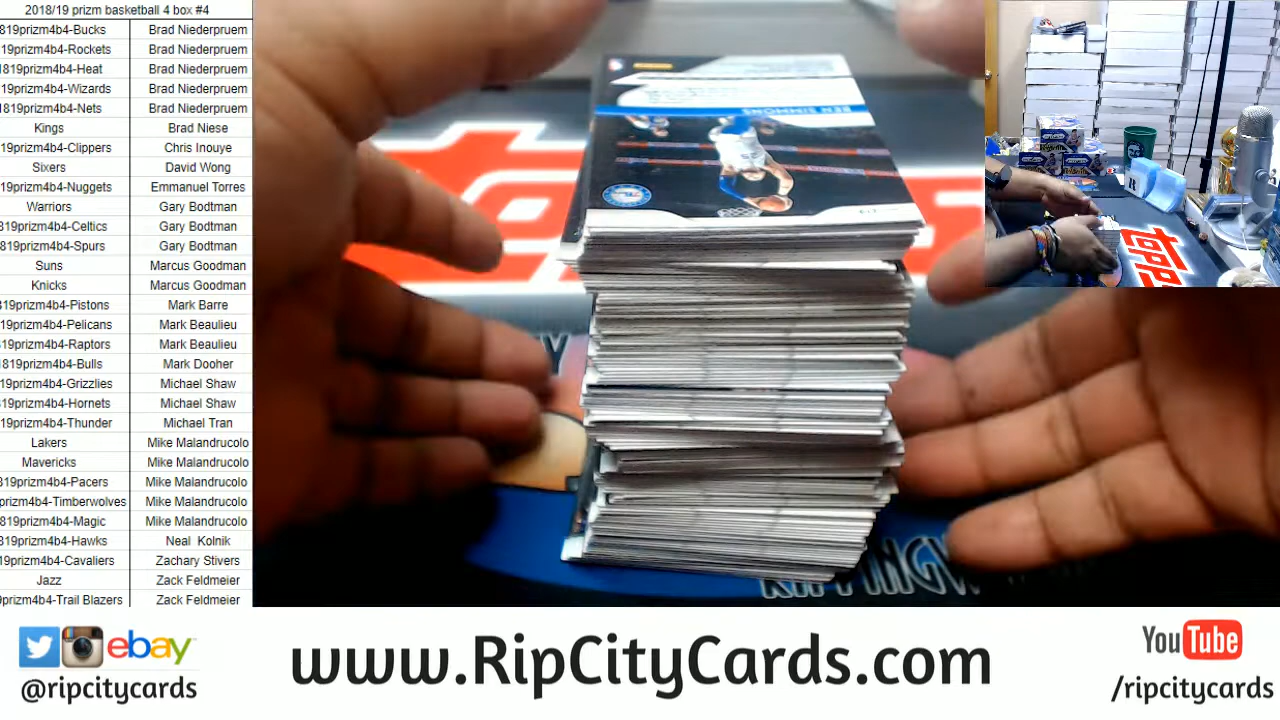 2018/19 prizm basketball 4 box #4
819prizm4b4-Bucks Brad Niederpruem
19prizm4b4-Rockets Brad Niederpruem
1819prizm4b4-Heat Brad Niederpruem
19prizm4b4-Wizards Brad Niederpruem
1819prizm4b4-Nets Brad Niederpruem
Kings Brad Niese
19prizm4b4-Clippers Chris Inouye
Sixers David Wong
19prizm4b4-Nuggets Emmanuel Torres
Warriors Gary Bodtman
819prizm4b4-Celtics Gary Bodtman
819prizm4b4-Spurs Gary Bodtman
Suns Marcus Goodman
Knicks Marcus Goodman
819prizm4b4-Pistons Mark Barre
19prizm4b4-Pelicans Mark Beaulieu
19prizm4b4-Raptors Mark Beaulieu
1819prizm4b4-Bulls Mark Dooher
19prizm4b4-Grizzlies Michael Shaw
19prizm4b4-Hornets Michael Shaw
19prizm4b4-Thunder Michael Tran
Lakers Mike Malandrucolo
Mavericks Mike Malandrucolo
819prizm4b4-Pacers Mike Malandrucolo
prizm4b4-Timberwolves Mike Malandrucolo
819prizm4b4-Magic Mike Malandrucolo
819prizm4b4-Hawks Neal Kolnik
19prizm4b4-Cavaliers Zachary Stivers
Jazz Zack Feldmeier
prizm4b4-Trail Blazers Zack Feldmeier
BEN SIMMONS
topps
ebay
@ripcitycards
www.RipCityCards.com
YouTube
/ripcitycards